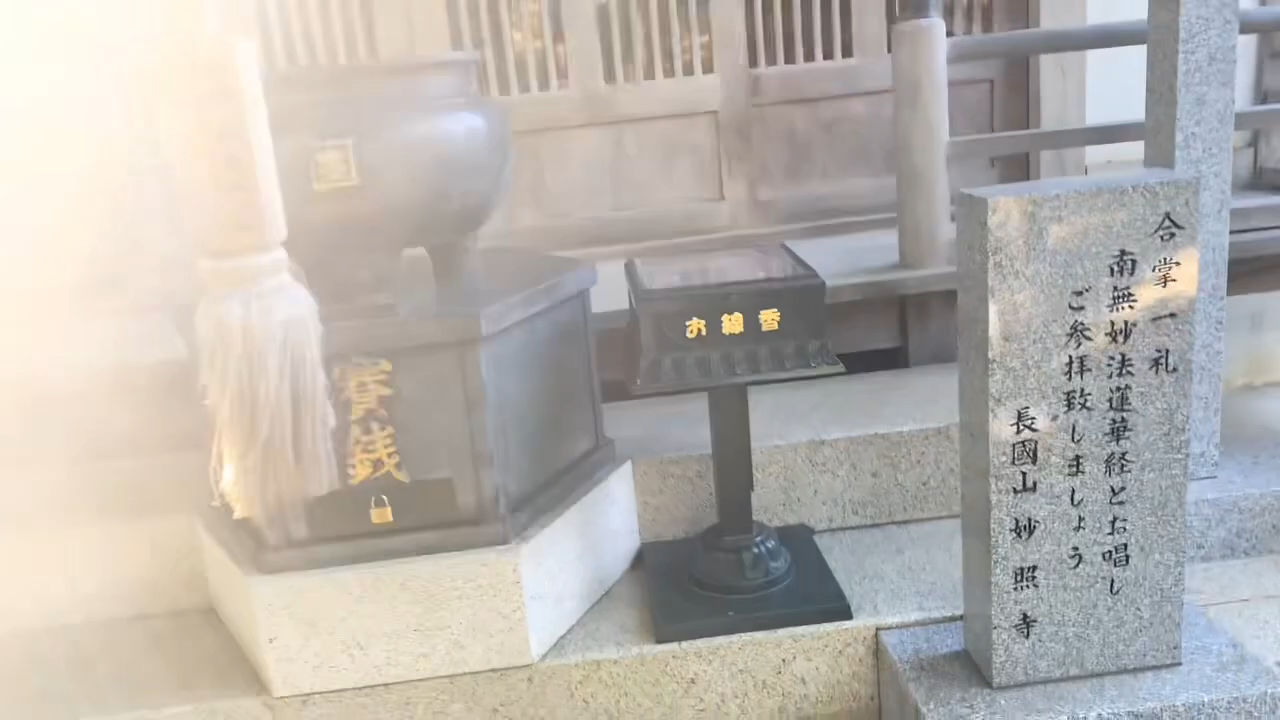 合掌一礼
南無妙法蓮華経とお唱し
ご参拝致しましょう
長國山妙照寺
お線香
賽銭